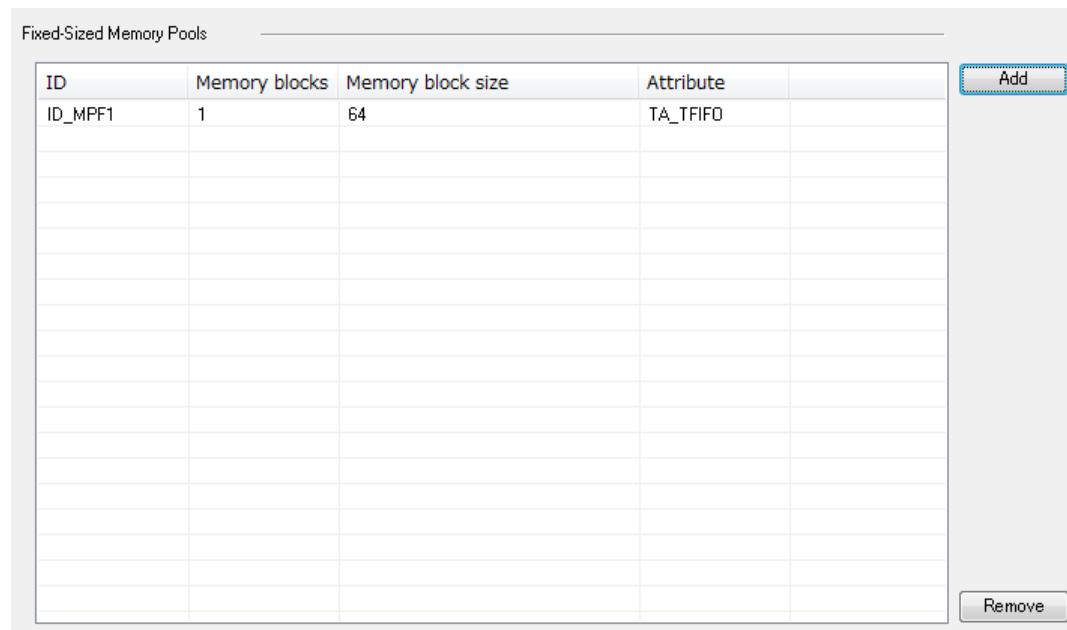 Fixed-Sized Memory Pools
ID Memory blocks Memory block size Attribute Add
ID_MPF1 1 64 TA_TFIFO
Remove